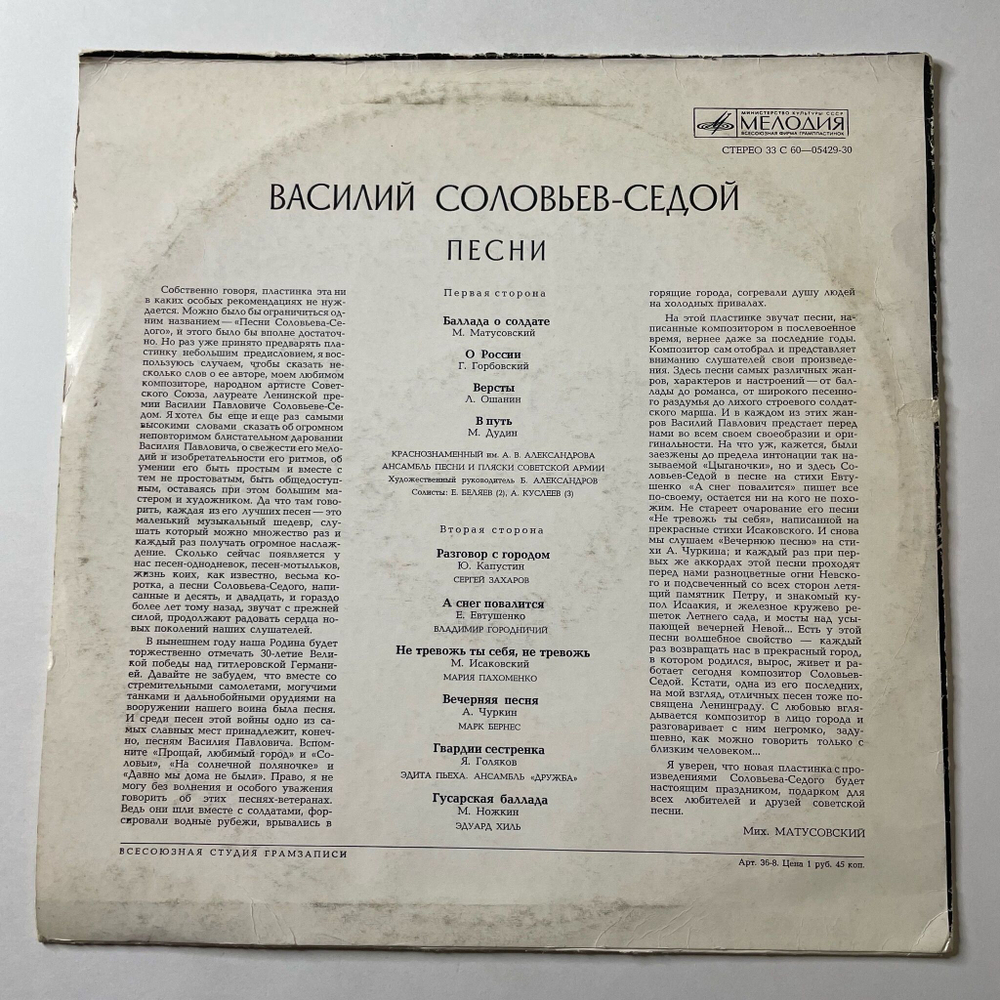 МИНИСТЕРСТВО КУЛЬТУРЫ СССР
МЕЛОДИЯ
ВСЕСОЮЗНАЯ ФИРМА ГРАМПЛАСТИНОК
СТЕРЕО 33 С 60—05429-30
ВАСИЛИЙ СОЛОВЬЕВ-СЕДОЙ
ПЕСНИ
Собственно говоря, пластинка эта ни
в каких особых рекомендациях не нуж-
дается. Можно было бы ограничиться од-
ним названием — «Песни Соловьева-Се-
дого», и этого было бы вполне достаточ-
но. Но раз уже принято предварять пла-
стинку небольшим предисловием, я вос-
пользуюсь случаем, чтобы сказать не-
сколько слов о ее авторе, моем любимом
композиторе, народном артисте Совет-
ского Союза, лауреате Ленинской пре-
мии Василии Павловиче Соловьеве-Се-
дом. Я хотел бы еще и еще раз самыми
высокими словами сказать об огромном
неповторимом блистательном даровании
Василия Павловича, о свежести его мело-
дий и изобретательности его ритмов, об
умении его быть простым и вместе с
тем не простоватым, быть общедоступ-
ным, оставаясь при этом большим ма-
стером и художником. Да что там гово-
рить, каждая из его лучших песен — это
маленький музыкальный шедевр, слу-
шать который можно множество раз и
каждый раз получают огромное наслаж-
дение. Сколько сейчас появляется у
нас песен-однодневок, песен-мотыльков,
жизнь коих, как известно, весьма ко-
ротка, а песни Соловьева-Седого, напи-
санные и десять, и двадцать, и гораздо
более лет тому назад, звучат с прежней
силой, продолжают радовать сердца но-
вых поколений наших слушателей.
В нынешнем году наша Родина будет
торжественно отмечать 30-летие Вели-
кой победы над гитлеровской Германи-
ей. Давайте не забудем, что вместе со
стремительными самолетами, могучими
танками и дальнобойными орудиями на
вооружении нашего воина была песня.
И среди песен этой войны одно из са-
мых славных мест принадлежит, конеч-
но, песням Василия Павловича. Вспом-
ните «Прощай, любимый город» и «Со-
ловьи», «На солнечной поляночке» и
«Давно мы дома не были». Право, я не
могу без волнения и особого уважения
говорить об этих песнях-ветеранах.
Ведь они шли вместе с солдатами, фор-
сировали водные рубежи, врывались в
Первая сторона
Баллада о солдате
М. Матусовский
О России
Г. Горбовский
Версты
Л. Ошанин
В путь
М. Дудин
КРАСНОЗНАМЕННЫЙ им. А. В. АЛЕКСАНДРОВА
АНСАМБЛЬ ПЕСНИ И ПЛЯСКИ СОВЕТСКОЙ АРМИИ
Художественный руководитель Б. АЛЕКСАНДРОВ
Солисты: Е. БЕЛЯЕВ (2), А. КУСЛЕЕВ (3)
Вторая сторона
Разговор с городом
Ю. Капустин
СЕРГЕЙ ЗАХАРОВ
А снег повалится
Е. Евтушенко
ВЛАДИМИР ГОРОДНИЧИЙ
Не тревожь ты себя, не тревожь
М. Исаковский
МАРИЯ ПАХОМЕНКО
Вечерняя песня
А. Чуркин
МАРК БЕРНЕС
Гвардии сестренка
Я. Голяков
ЭДИТА ПЬЕХА. АНСАМБЛЬ «ДРУЖБА»
Гусарская баллада
М. Ножкин
ЭДУАРД ХИЛЬ
горящие города, согревали душу людей
на холодных привалах.
На этой пластинке звучат песни, на-
писанные композитором в послевоенное
время, вернее даже за последние годы.
Композитор сам отобрал и представляет
вниманию слушателей свои произведе-
ния. Здесь песни самых различных жан-
ров, характеров и настроений — от бал-
лады до романса, от широкого песенно-
го раздумья до лихого строевого солдат-
ского марша. И в каждом из этих жан-
ров Василий Павлович предстает перед
нами во всем своем своеобразии и ори-
гинальности. На что уж, кажется, были
заезжены до предела интонации так на-
зываемой «Цыганочки», но и здесь Со-
ловьев-Седой в песне на стихи Евту-
шенко «А снег повалится» пишет все
по-своему, остается ни на кого не похо-
жим. Не стареет очарование его песни
«Не тревожь ты себя», написанной на
прекрасные стихи Исаковского. И снова
мы слушаем «Вечернюю песню» на сти-
хи А. Чуркина; и каждый раз при пер-
вых же аккордах этой песни проходят
перед нами разноцветные огни Невско-
го и подсвеченный со всех сторон летя-
щий памятник Петру, и знакомый ку-
пол Исаакия, и железное кружево ре-
шеток Летнего сада, и мосты над усы-
пающей вечерней Невой... Есть у этой
песни волшебное свойство — каждый
раз возвращать нас в прекрасный город,
в котором родился, вырос, живет и ра-
ботает сегодня композитор Соловьев-
Седой. Кстати, одна из его последних,
на мой взгляд, отличных песен тоже по-
священа Ленинграду. С любовью вгля-
дывается композитор в лицо города и
разговаривает с ним негромко, заду-
шевно, как можно говорить только с
близким человеком...
Я уверен, что новая пластинка с про-
изведениями Соловьева-Седого будет
настоящим праздником, подарком для
всех любителей и друзей советской
песни.
Мих. МАТУСОВСКИЙ
ВСЕСОЮЗНАЯ СТУДИЯ ГРАМЗАПИСИ
Арт. 36-8. Цена 1 руб. 45 коп.